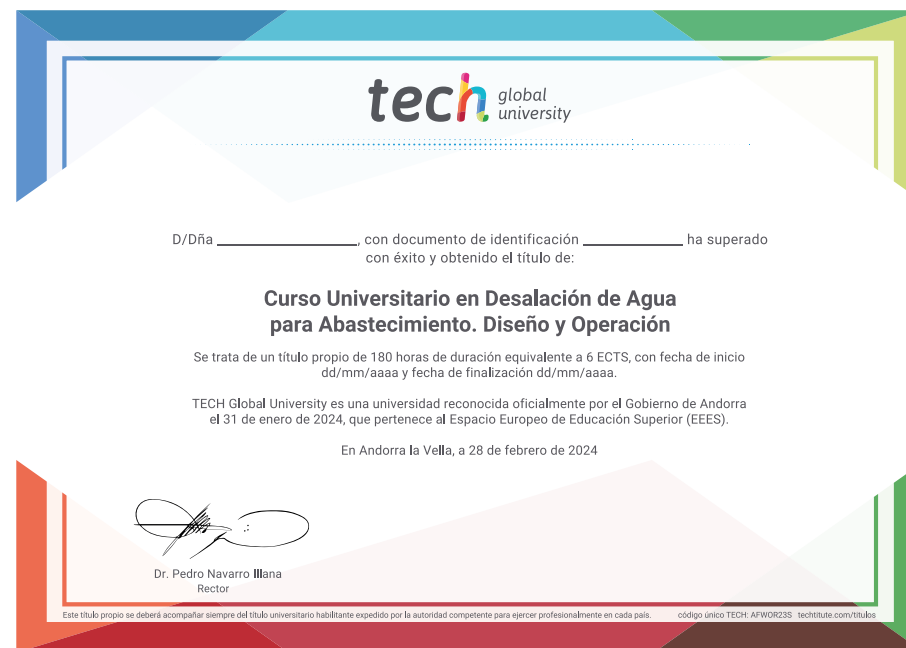 tech global
university
D/Dña ____________________, con documento de identificación ______________ ha superado
con éxito y obtenido el título de:
Curso Universitario en Desalación de Agua
para Abastecimiento. Diseño y Operación
Se trata de un título propio de 180 horas de duración equivalente a 6 ECTS, con fecha de inicio
dd/mm/aaaa y fecha de finalización dd/mm/aaaa.
TECH Global University es una universidad reconocida oficialmente por el Gobierno de Andorra
el 31 de enero de 2024, que pertenece al Espacio Europeo de Educación Superior (EEES).
En Andorra la Vella, a 28 de febrero de 2024
Dr. Pedro Navarro Illana
Rector
Este título propio se deberá acompañar siempre del título universitario habilitante expedido por la autoridad competente para ejercer profesionalmente en cada país. código único TECH: AFWOR23S techtitute.com/titulos